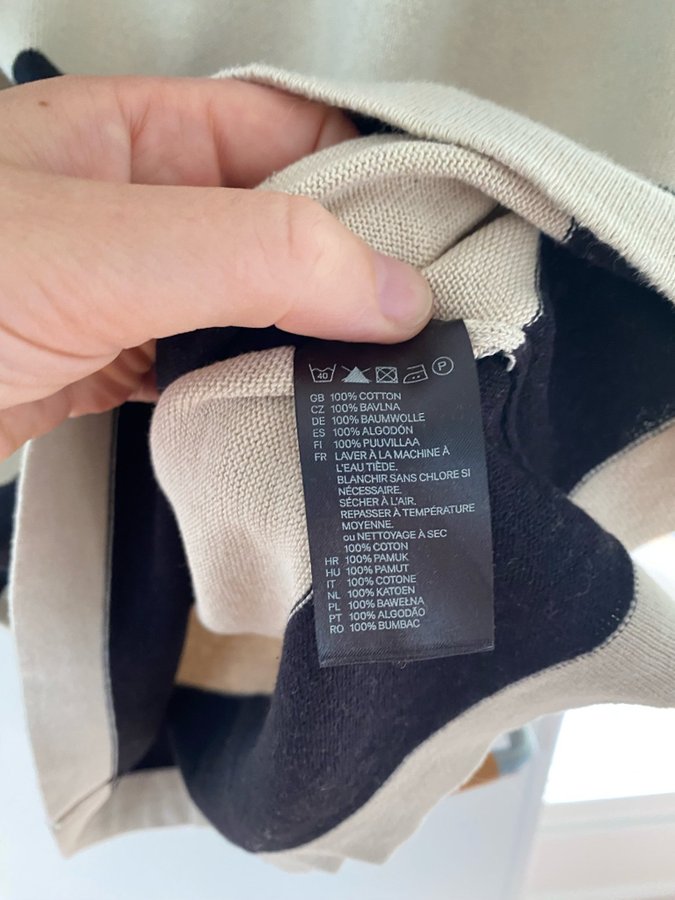 40 P
GB 100% COTTON
CZ 100% BAVLNA
DE 100% BAUMWOLLE
ES 100% ALGODÓN
FI 100% PUUVILLAA
FR LAVER À LA MACHINE À
L'EAU TIÈDE.
BLANCHIR SANS CHLORE SI
NÉCESSAIRE.
SÉCHER À L'AIR.
REPASSER À TEMPÉRATURE
MOYENNE.
OU NETTOYAGE À SEC
100% COTON
HR 100% PAMUK
HU 100% PAMUT
IT 100% COTONE
NL 100% KATOEN
PL 100% BAWEŁNA
PT 100% ALGODÃO
RO 100% BUMBAC